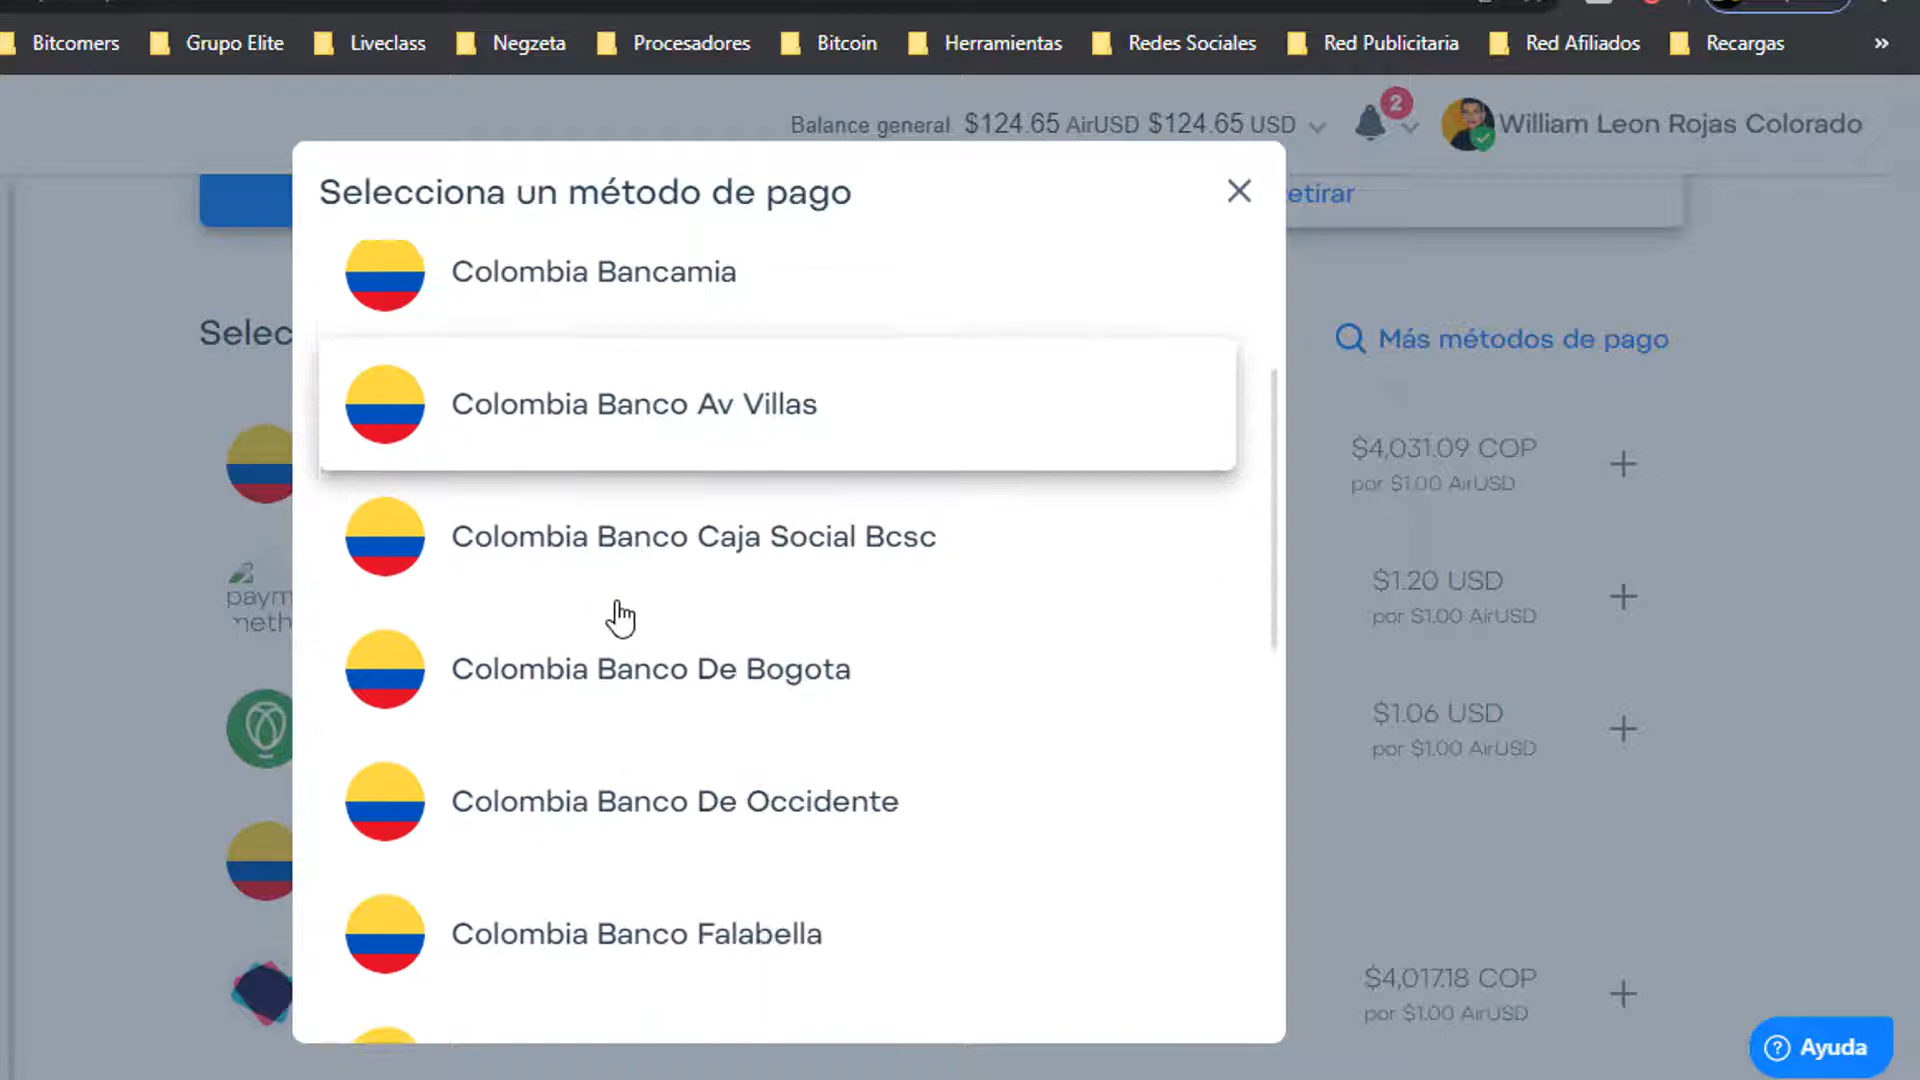 Bitcomers Grupo Elite Liveclass Negzeta Procesadores Bitcoin Herramientas Redes Sociales Red Publicitaria Red Afiliados Recargas »
Balance general $124.65 AirUSD $124.65 USD 2 William Leon Rojas Colorado
Selecciona un método de pago
etirar
Colombia Bancamia
Selec
Más métodos de pago
Colombia Banco Av Villas
$4,031.09 COP
por $1.00 AirUSD
Colombia Banco Caja Social Bcsc
$1.20 USD
por $1.00 AirUSD
paym
meth
Colombia Banco De Bogota
$1.06 USD
por $1.00 AirUSD
Colombia Banco De Occidente
Colombia Banco Falabella
$4,017.18 COP
por $1.00 AirUSD
? Ayuda